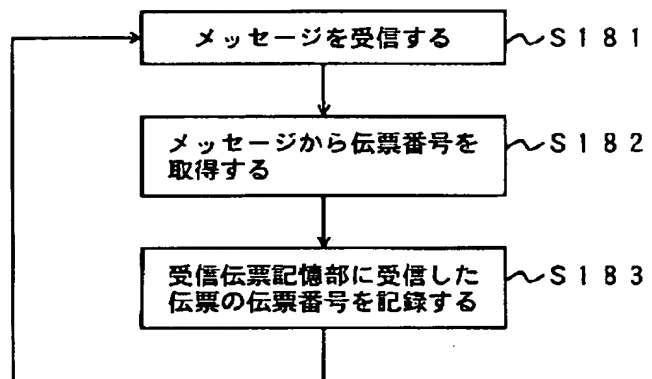 メッセージを受信する S181
メッセージから伝票番号を S182
取得する
受信伝票記憶部に受信した S183
伝票の伝票番号を記録する